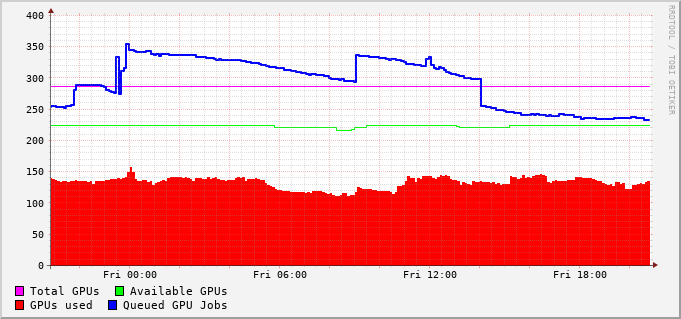 400
350
300
250
200
150
100
50
0
Fri 00:00 Fri 06:00 Fri 12:00 Fri 18:00
Total GPUs Available GPUs
GPUs used Queued GPU Jobs
RRDTOOL / TOBI OETIKER